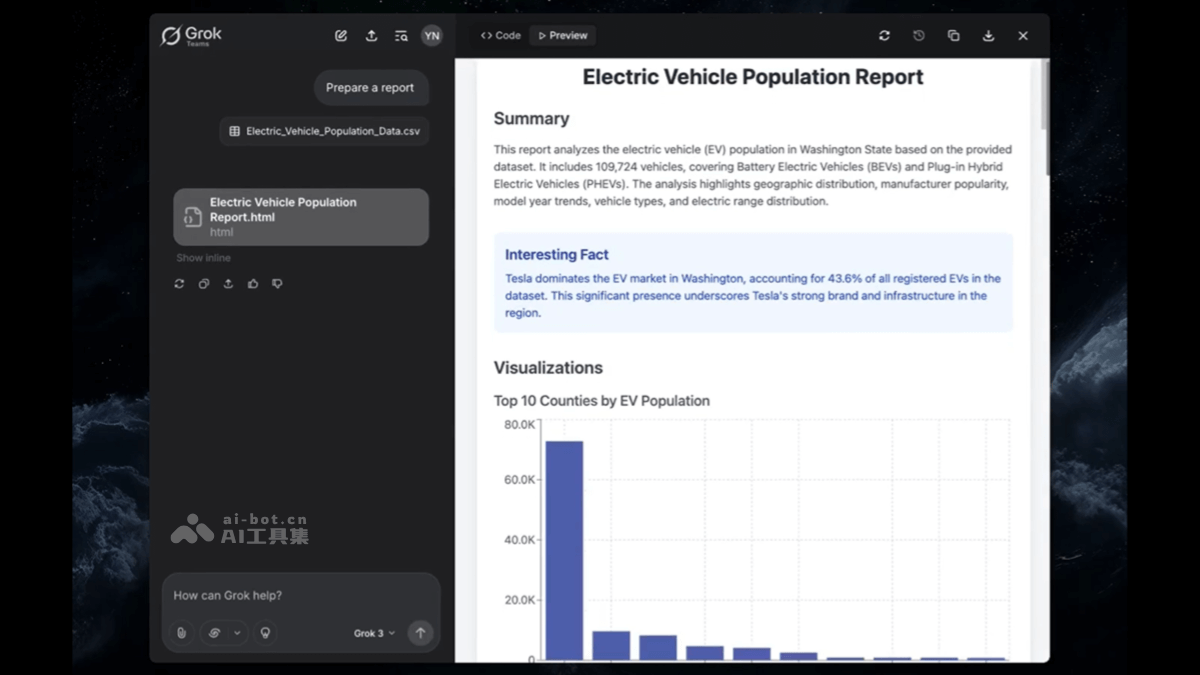 Grok
Teams
YN
Prepare a report
Electric_Vehicle_Population_Data.csv
Electric Vehicle Population
Report.html
html
Show inline
ai-bot.cn
AI工具集
How can Grok help?
Grok 3
Code
Preview
Electric Vehicle Population Report
Summary
This report analyzes the electric vehicle (EV) population in Washington State based on the provided
dataset. It includes 109,724 vehicles, covering Battery Electric Vehicles (BEVs) and Plug-in Hybrid
Electric Vehicles (PHEVs). The analysis highlights geographic distribution, manufacturer popularity,
model year trends, vehicle types, and electric range distribution.
Interesting Fact
Tesla dominates the EV market in Washington, accounting for 43.6% of all registered EVs in the
dataset. This significant presence underscores Tesla's strong brand and infrastructure in the
region.
Visualizations
Top 10 Counties by EV Population
80.0K
60.0K
40.0K
20.0K
0